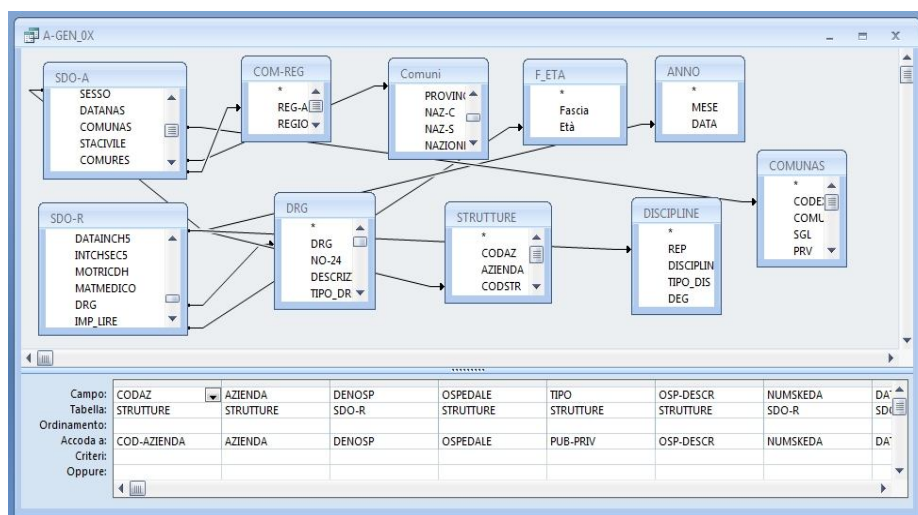 A-GEN_0X
SDO-A
SESSO
DATANAS
COMUNAS
STACIVILE
COMURES
COM-REG
*
REG-A
REGIO
Comuni
PROVIN
NAZ-C
NAZ-S
NAZIONI
F_ETA
*
Fascia
Età
ANNO
*
MESE
DATA
COMUNAS
*
CODE
COMU
SGL
PRV
SDO-R
DATAINCH5
INTCHSEC5
MOTRICDH
MATMEDICO
DRG
IMP_LIRE
DRG
*
DRG
NO-24
DESCRIZ
TIPO_DR
STRUTTURE
*
CODAZ
AZIENDA
CODSTR
DISCIPLINE
*
REP
DISCIPLIN
TIPO_DIS
DEG
Campo: CODAZ AZIENDA DENOSP OSPEDALE TIPO OSP-DESCR NUMSKEDA DA
Tabella: STRUTTURE STRUTTURE SDO-R STRUTTURE STRUTTURE STRUTTURE SDO-R SD
Ordinamento:
Accoda a: COD-AZIENDA AZIENDA DENOSP OSPEDALE PUB-PRIV OSP-DESCR NUMSKEDA DA
Criteri:
Oppure: